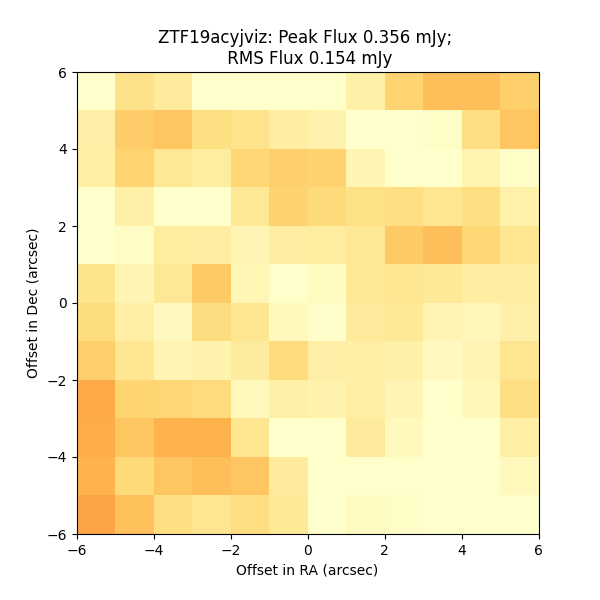 ZTF19acyjviz: Peak Flux 0.356 mJy;
RMS Flux 0.154 mJy
6
4
2
0
−2
−4
−6
Offset in Dec (arcsec)
−6 −4 −2 0 2 4 6
Offset in RA (arcsec)